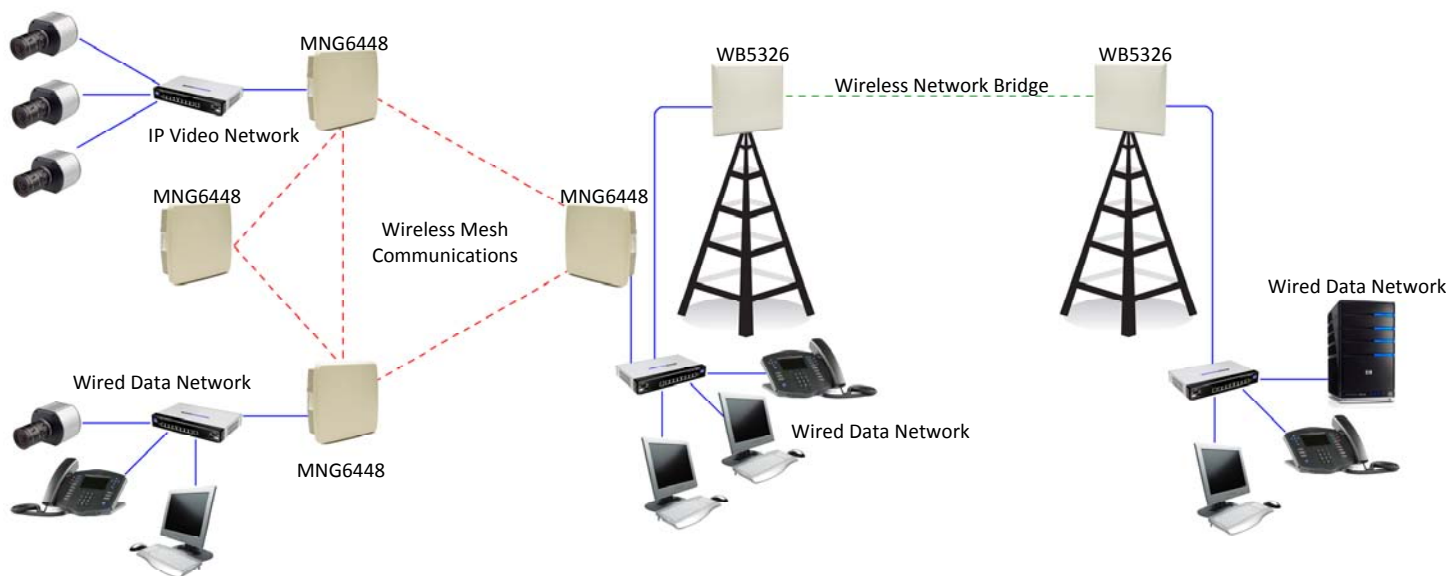 MNG6448
WB5326
WB5326
Wireless Network Bridge
IP Video Network
MNG6448
MNG6448
Wireless Mesh
Communications
Wired Data Network
Wired Data Network
Wired Data Network
MNG6448